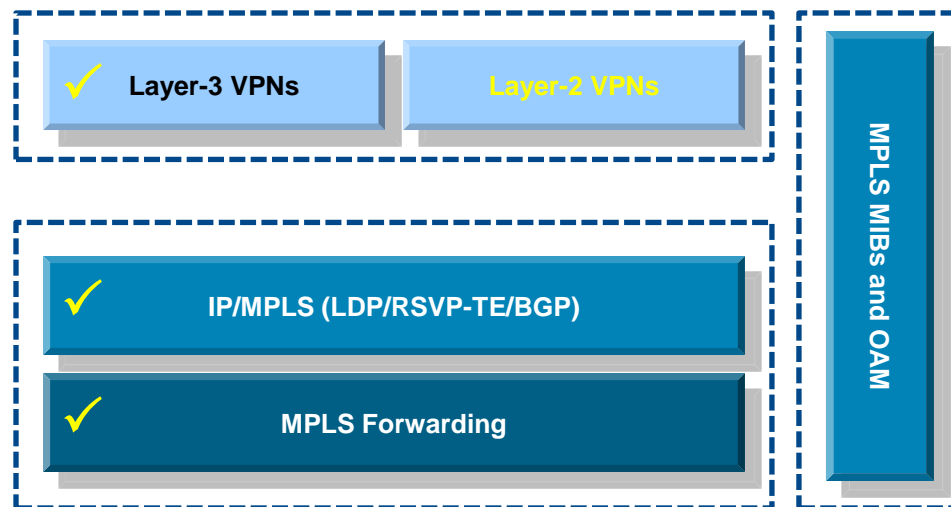 Layer-3 VPNs
Layer-2 VPNs
IP/MPLS (LDP/RSVP-TE/BGP)
MPLS Forwarding
MPLS MIBs and OAM